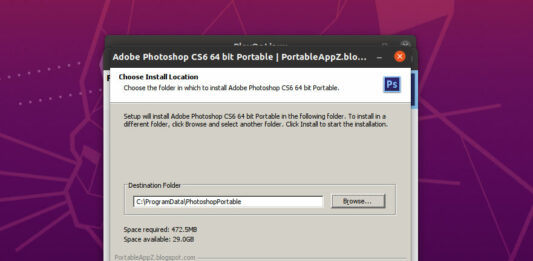 Adobe Photoshop CS6 64 bit Portable | PortableAppZ.blo...
Choose Install Location
Choose the folder in which to install Adobe Photoshop CS6 64 bit Portable.
Ps
Setup will install Adobe Photoshop CS6 64 bit Portable in the following folder. To install in a
different folder, click Browse and select another folder. Click Install to start the installation.
Destination Folder
C:\ProgramData\PhotoshopPortable
Browse...
Space required: 472.5MB
Space available: 29.0GB
PortableAppZ.blogspot.com